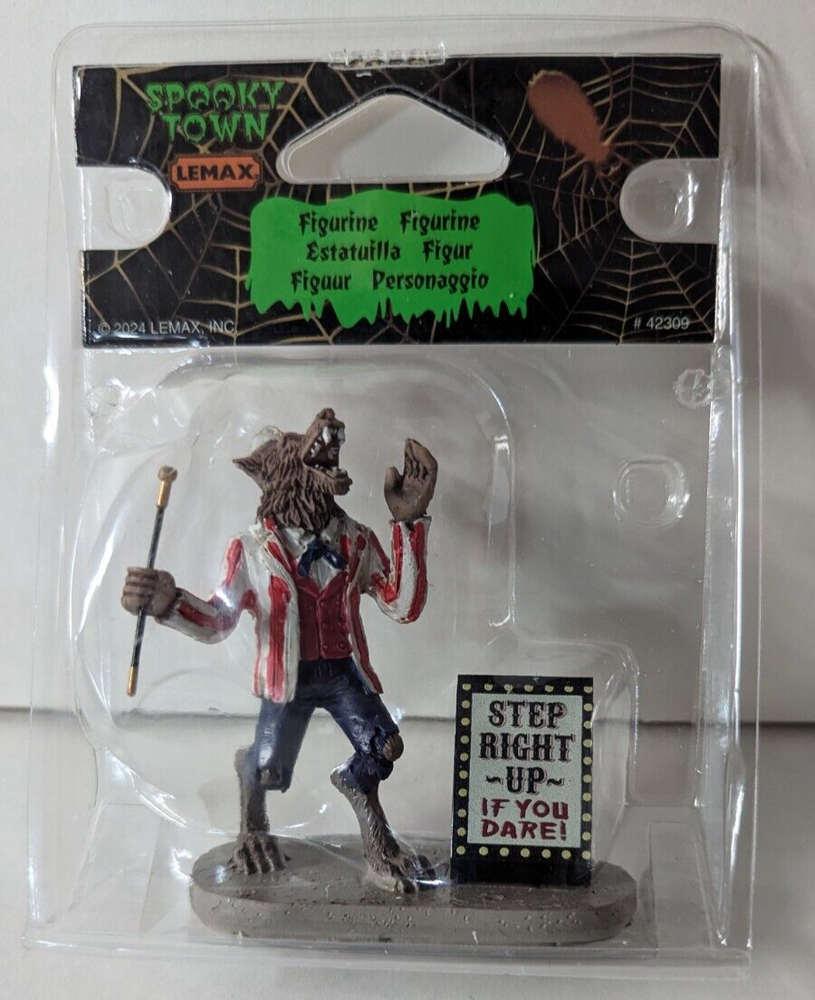 SPOOKY
TOWN
LEMAX
Figurine Figurine
Estatuilla Figur
Figuur Personaggio
© 2024 LEMAX, INC
# 42309
STEP
RIGHT
~UP~
IF YOU
DARE!